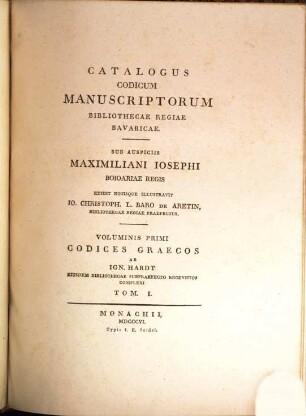 CATALOGUS
CODICUM
MANUSCRIPTORUM
BIBLIOTHECAE REGIAE
BAVARICAE.
SUB AUSPICIIS
MAXIMILIANI IOSEPHI
BOIOARIAE REGIS
EDIDIT NOTISQUE ILLUSTRAVIT
IO. CHRISTOPH. L. BARO DE ARETIN,
BIBLIOTHECAE REGIAE PRAEFECTUS.
VOLUMINIS PRIMI
CODICES GRAECOS
AB
IGN. HARDT
EIUSDEM BIBLIOTHECAE SUBPRAEFECTO RECENSITOS
COMPLEXI
TOM. I.
MONACHII,
MDCCCVI.
Typis I. E. Seidel.